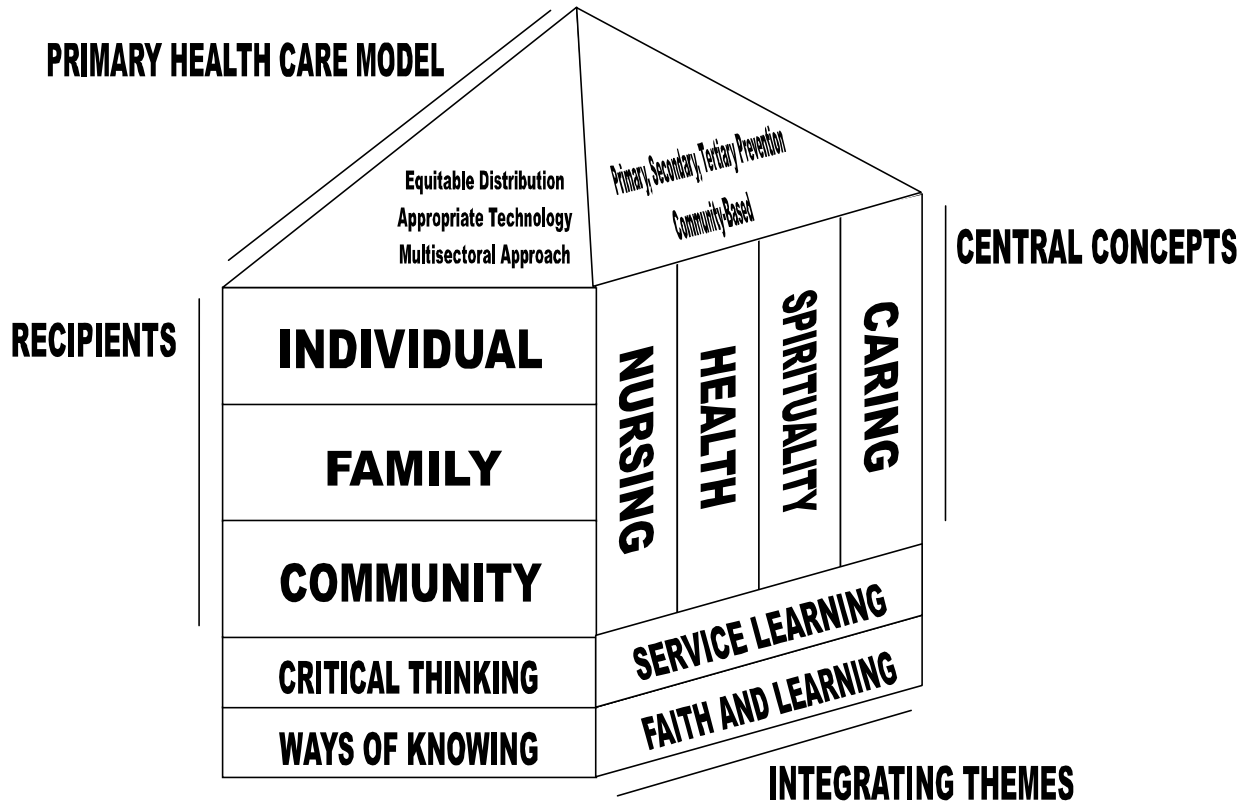 PRIMARY HEALTH CARE MODEL
Equitable Distribution
Appropriate Technology
Multisectoral Approach
Primary, Secondary, Tertiary Prevention
Community-Based
RECIPIENTS
INDIVIDUAL
FAMILY
COMMUNITY
CRITICAL THINKING
WAYS OF KNOWING
CENTRAL CONCEPTS
NURSING
HEALTH
SPIRITUALITY
CARING
SERVICE LEARNING
FAITH AND LEARNING
INTEGRATING THEMES